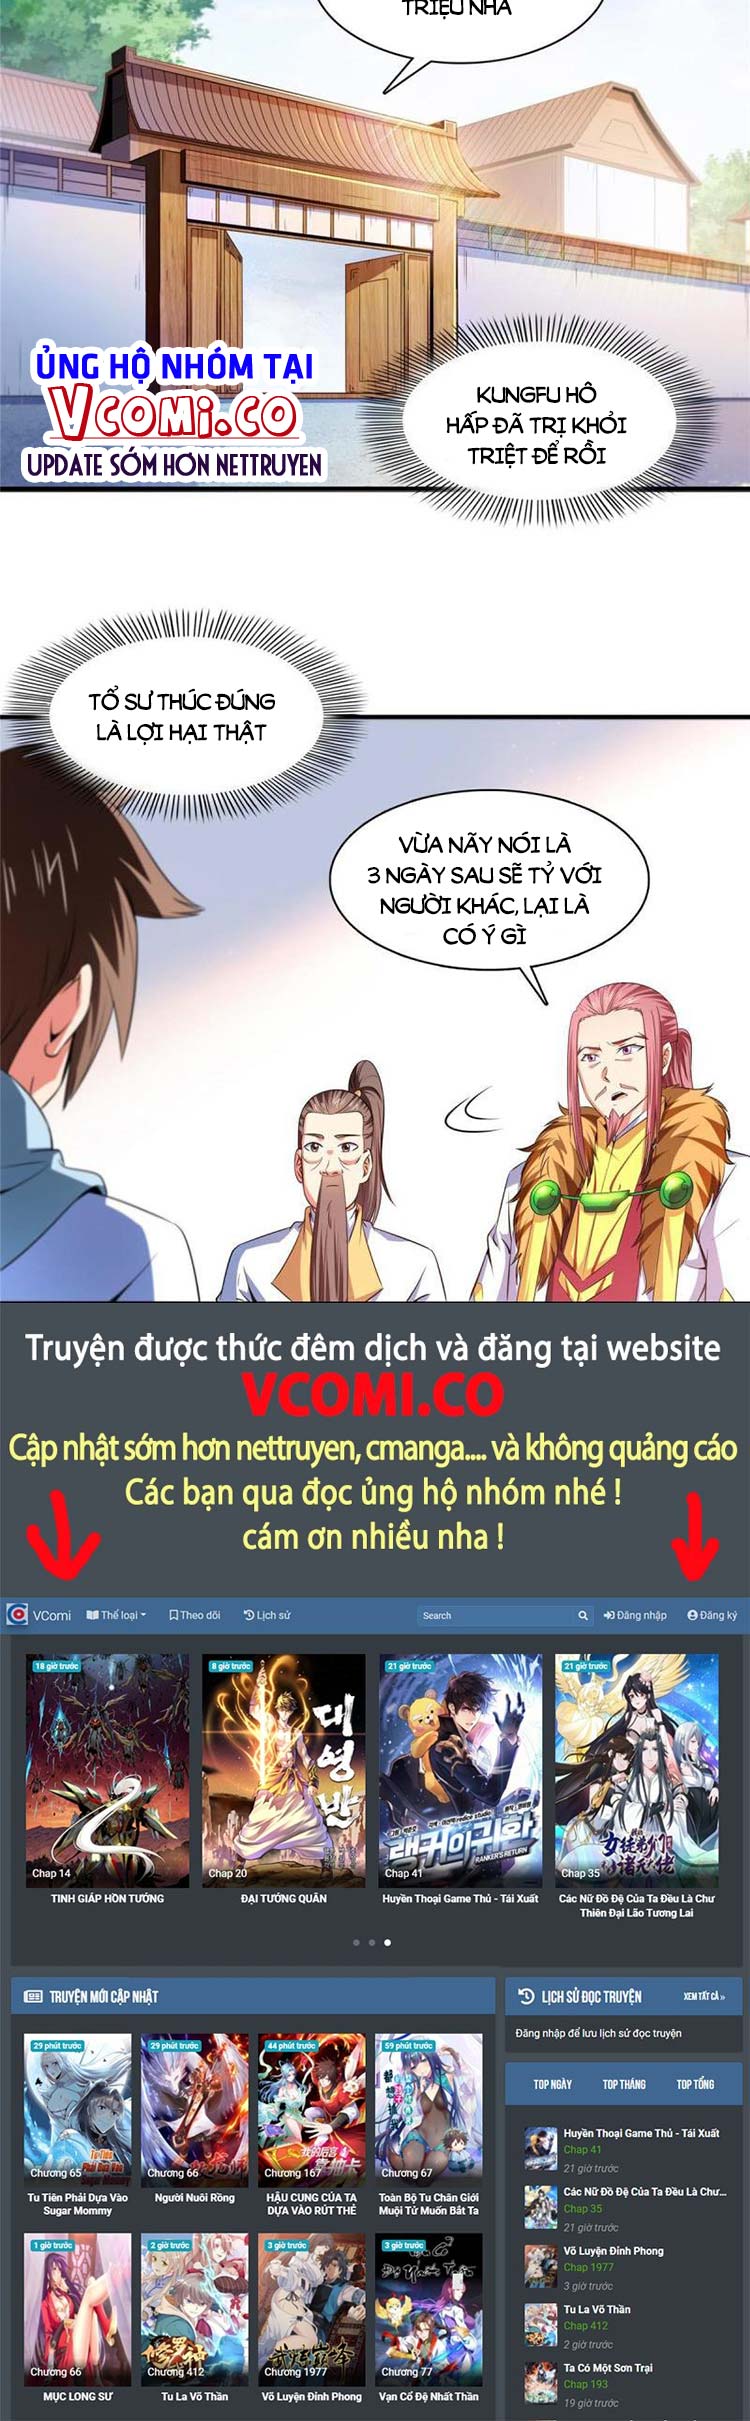 TRIỆU NHA
ỦNG HỘ NHÓM TẠI
VCOMI.CO
UPDATE SỚM HƠN NETTRUYEN
KUNGFU HÔ
HẤP ĐÃ TRỊ KHỎI
TRIỆT ĐỂ RỒI
TỔ SƯ THÚC ĐÚNG
LÀ LỢI HẠI THẬT
VỪA NÃY NÓI LÀ
3 NGÀY SAU SẼ TỶ VỚI
NGƯỜI KHÁC, LẠI LÀ
CÓ Ý GÌ
Truyện được thức đêm dịch và đăng tại website
VCOMI.CO
Cập nhật sớm hơn nettruyen, cmanga.... và không quảng cáo
Các bạn qua đọc ủng hộ nhóm nhé !
cám ơn nhiều nha !
VComi Thể loại Theo dõi Lịch sử Search Đăng nhập Đăng ký
18 giờ trước
8 giờ trước
21 giờ trước
21 giờ trước
대영반
랭커의 귀환
RANKER'S RETURN
Chap 14
Chap 20
Chap 41
Chap 35
TINH GIÁP HỒN TƯỚNG
ĐẠI TƯỚNG QUÂN
Huyền Thoại Game Thủ - Tái Xuất
Các Nữ Đồ Đệ Của Ta Đều Là Chư
Thiên Đại Lão Tương Lai
TRUYỆN MỚI CẬP NHẬT
29 phút trước
29 phút trước
44 phút trước
59 phút trước
Chương 65
Chương 66
Chương 167
Chương 67
Tu Tiên Phải Dựa Vào
Sugar Mommy
Người Nuôi Rồng
HẬU CUNG CỦA TA
DỰA VÀO RÚT THẺ
Toàn Bộ Tu Chân Giới
Muội Tử Muốn Bắt Ta
1 giờ trước
2 giờ trước
3 giờ trước
3 giờ trước
修罗神
Chương 66
Chương 412
Chương 1977
Chương 77
MỤC LONG SƯ
Tu La Võ Thần
Võ Luyện Đỉnh Phong
Vạn Cổ Đệ Nhất Thần
LỊCH SỬ ĐỌC TRUYỆN
XEM TẤT CẢ »
Đăng nhập để lưu lịch sử đọc truyện
TOP NGÀY TOP THÁNG TOP TỔNG
Huyền Thoại Game Thủ - Tái Xuất
Chap 41
21 giờ trước
Các Nữ Đồ Đệ Của Ta Đều Là Chư...
Chap 35
21 giờ trước
Võ Luyện Đỉnh Phong
Chap 1977
3 giờ trước
Tu La Võ Thần
Chap 412
2 giờ trước
Ta Có Một Sơn Trại
Chap 193
19 giờ trước